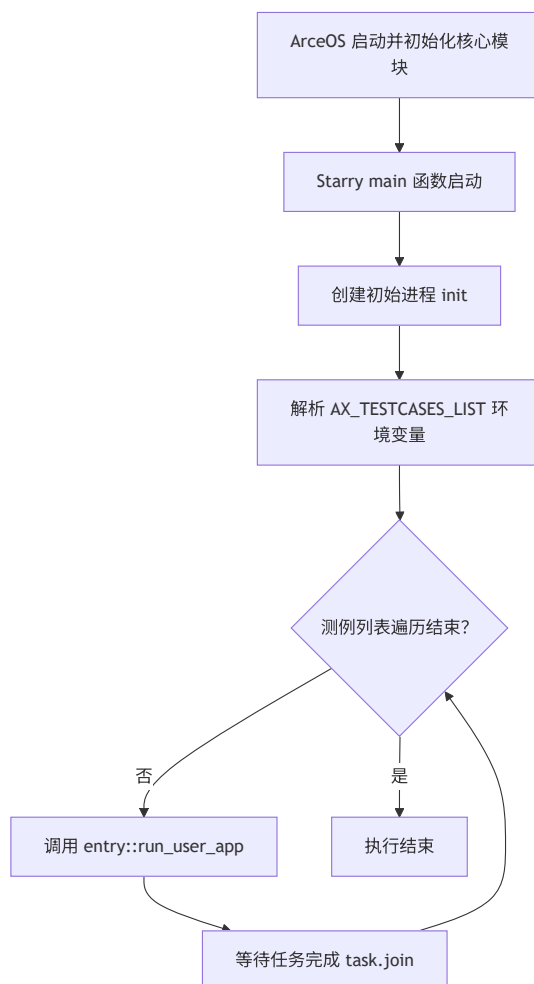 ArceOS 启动并初始化核心模
块
Starry main 函数启动
创建初始进程 init
解析 AX_TESTCASES_LIST 环
境变量
测例列表遍历结束?
否
是
调用 entry::run_user_app
执行结束
等待任务完成 task.join